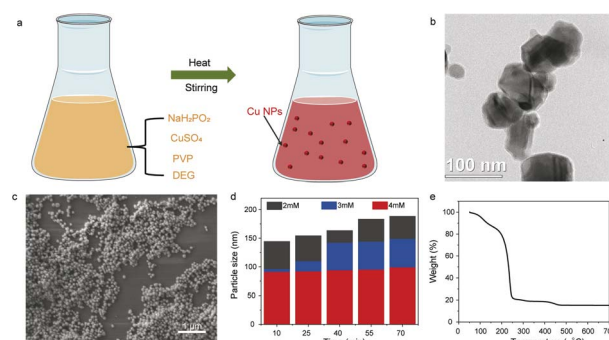 a
Heat
Stirring
NaH₂PO₂
CuSO₄
PVP
DEG
Cu NPs
b
100 nm
c
1 μm
d
2mM
3mM
4mM
Particle size (nm)
200
150
100
50
0
10
25
40
55
70
e
Weight (%)
100
80
60
40
20
0
0
100
200
300
400
500
600